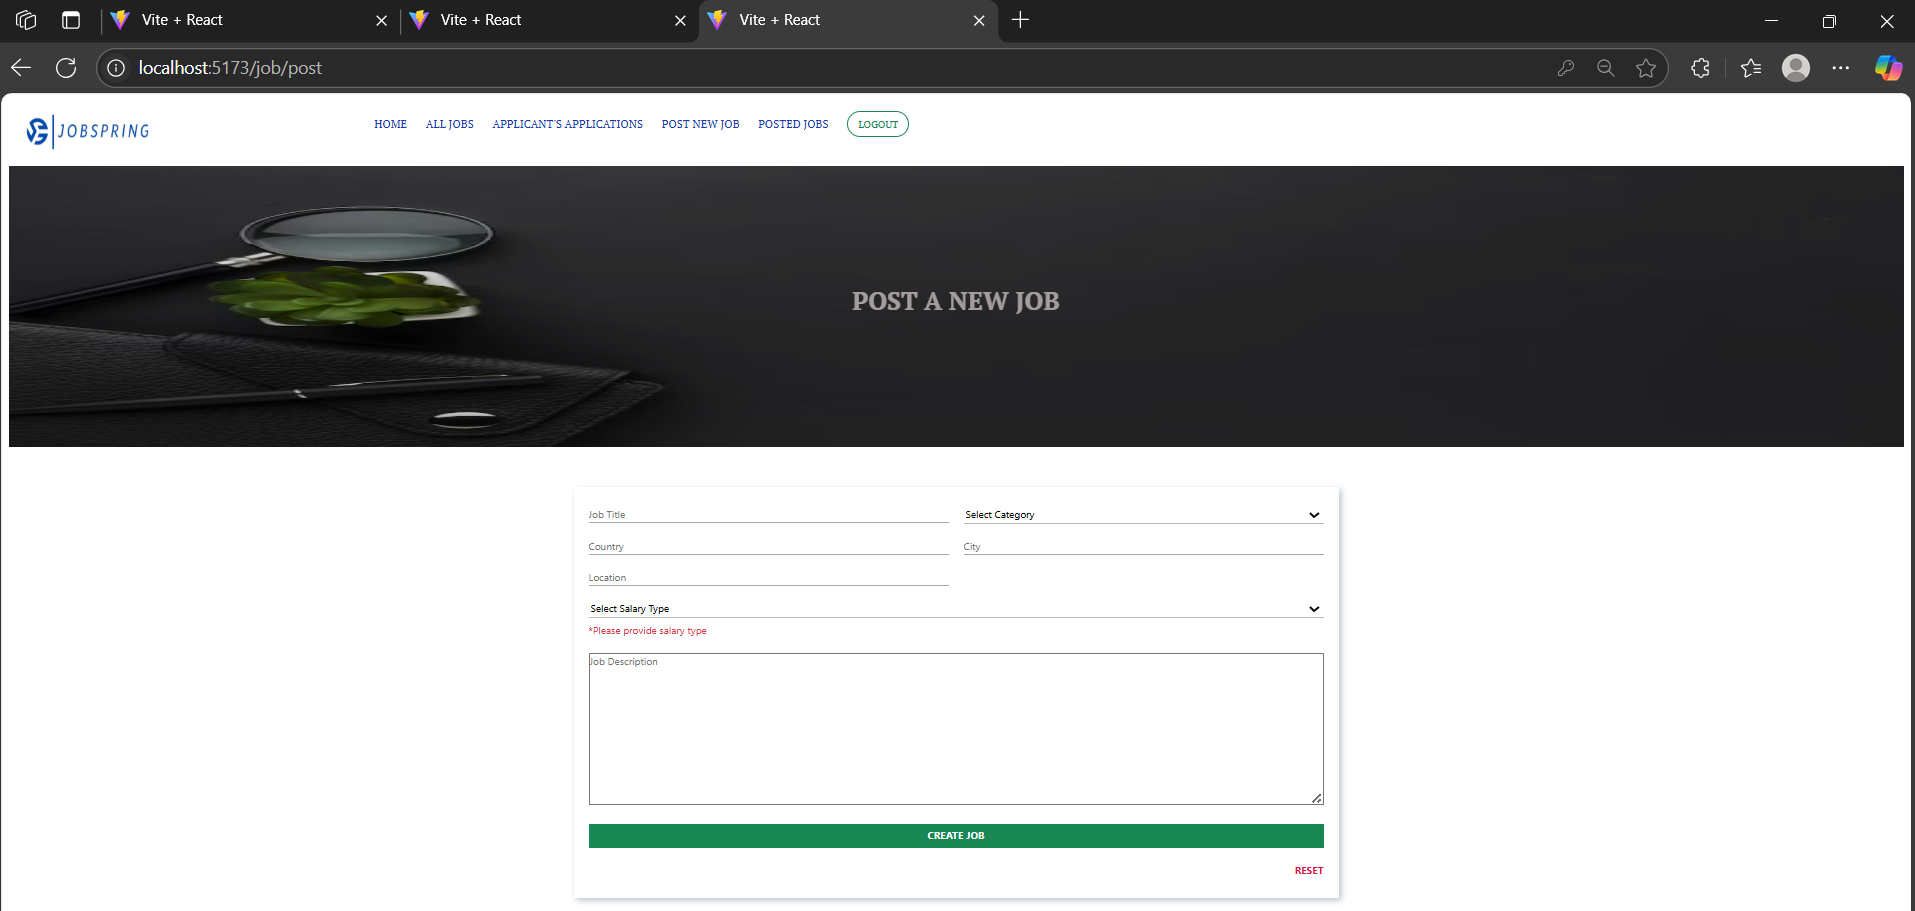 Vite + React
Vite + React
Vite + React
localhost:5173/job/post
JOBSPRING
HOME
ALL JOBS
APPLICANT'S APPLICATIONS
POST NEW JOB
POSTED JOBS
LOGOUT
POST A NEW JOB
Job Title
Select Category
Country
City
Location
Select Salary Type
*Please provide salary type
Job Description
CREATE JOB
RESET